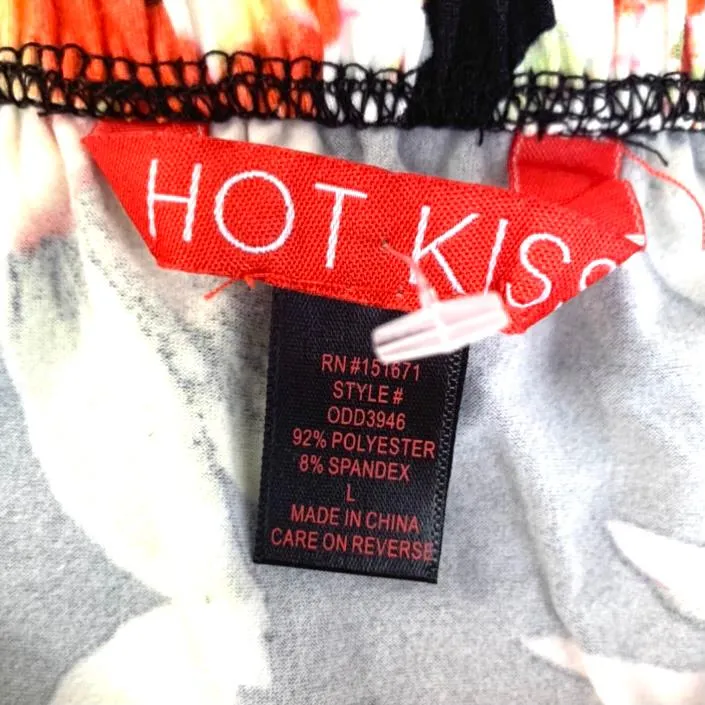 HOT KISS
RN #151671
STYLE #
ODD3946
92% POLYESTER
8% SPANDEX
L
MADE IN CHINA
CARE ON REVERSE